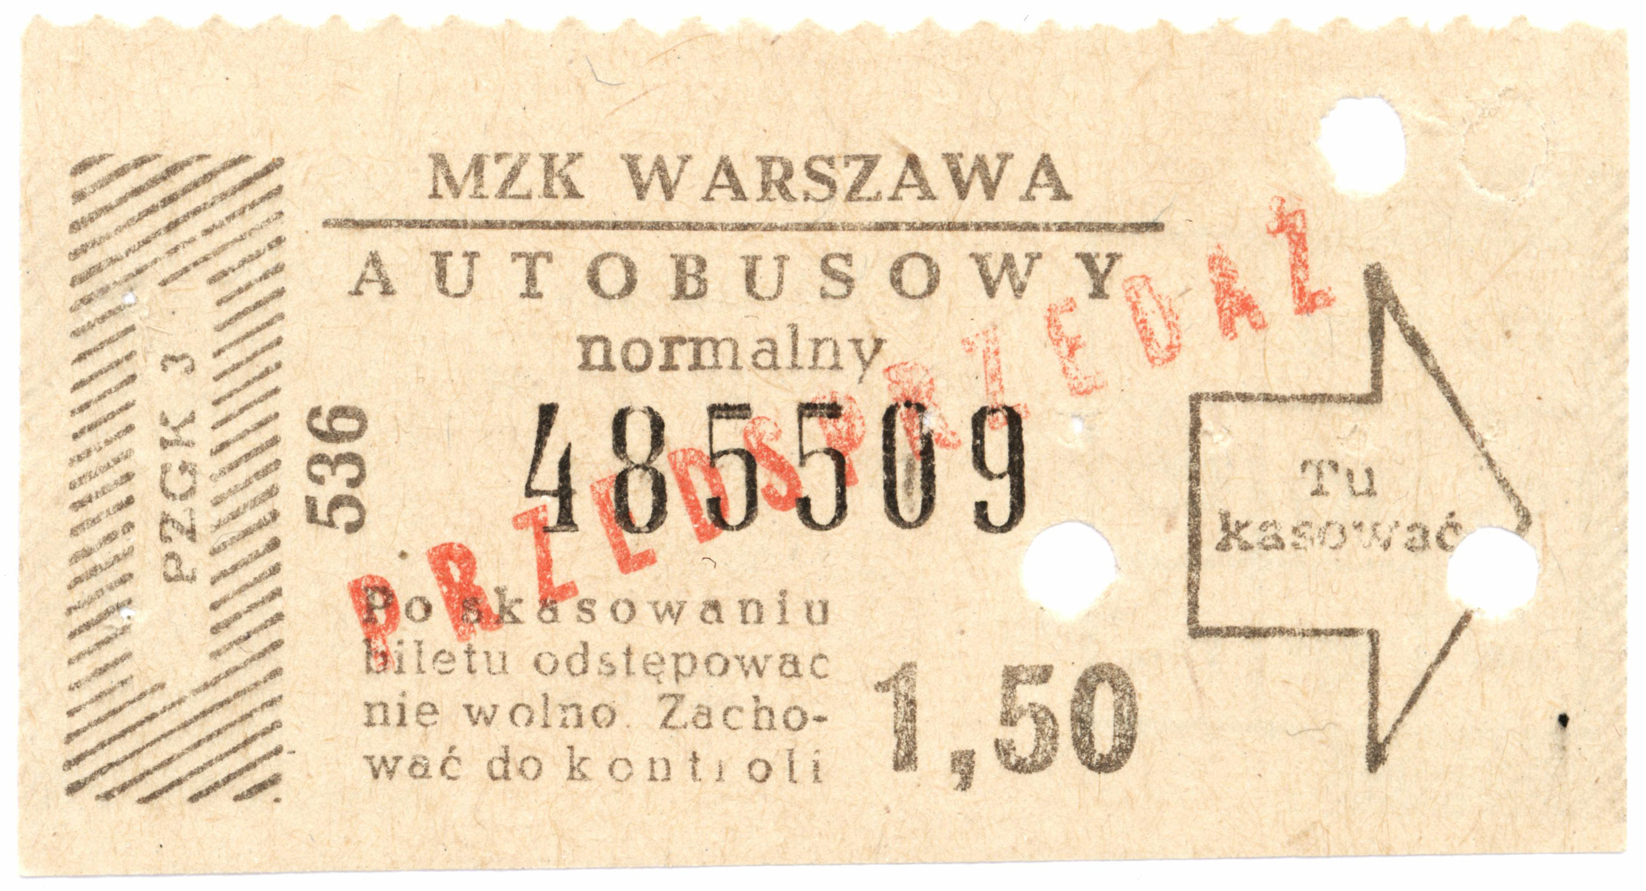 MZK WARSZAWA
AUTOBUSOWY
normalny
PZGK 3
536
485509
PRZEDSPRZEDAŻ
Tu
kasować
Po skasowaniu
biletu odstępowac
nie wolno. Zacho-
wać do kontroli
1,50